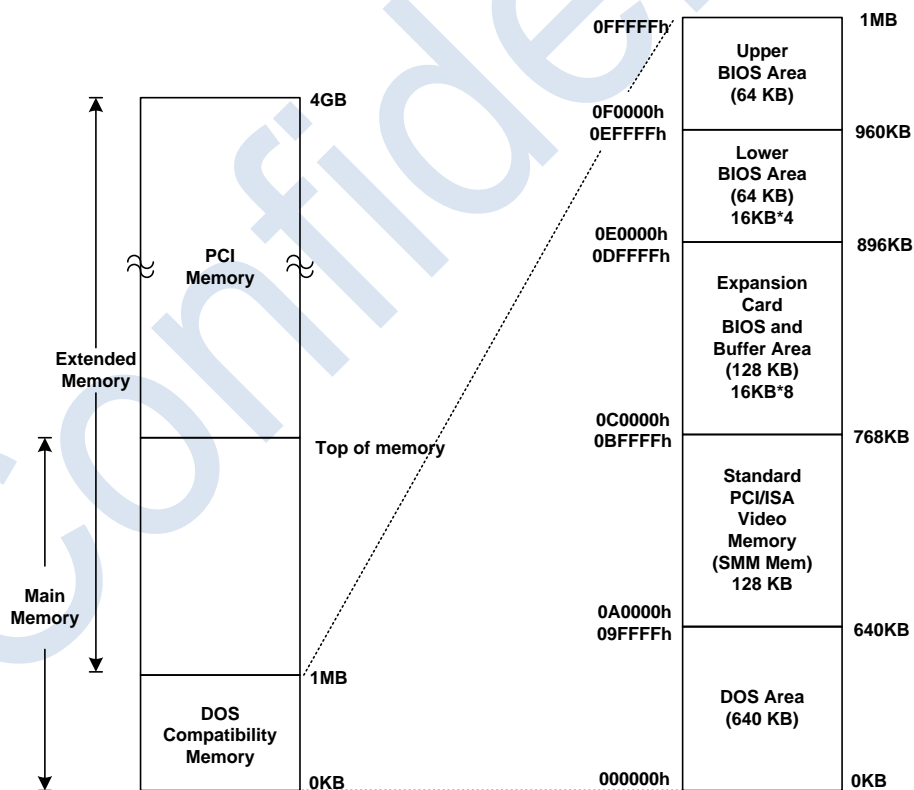 Confiden
4GB
PCI
Memory
Extended
Memory
Top of memory
Main
Memory
1MB
DOS
Compatibility
Memory
0KB
0FFFFFh
1MB
Upper
BIOS Area
(64 KB)
0F0000h
0EFFFFh
960KB
Lower
BIOS Area
(64 KB)
16KB*4
0E0000h
0DFFFFh
896KB
Expansion
Card
BIOS and
Buffer Area
(128 KB)
16KB*8
0C0000h
0BFFFFh
768KB
Standard
PCI/ISA
Video
Memory
(SMM Mem)
128 KB
0A0000h
09FFFFh
640KB
DOS Area
(640 KB)
000000h
0KB